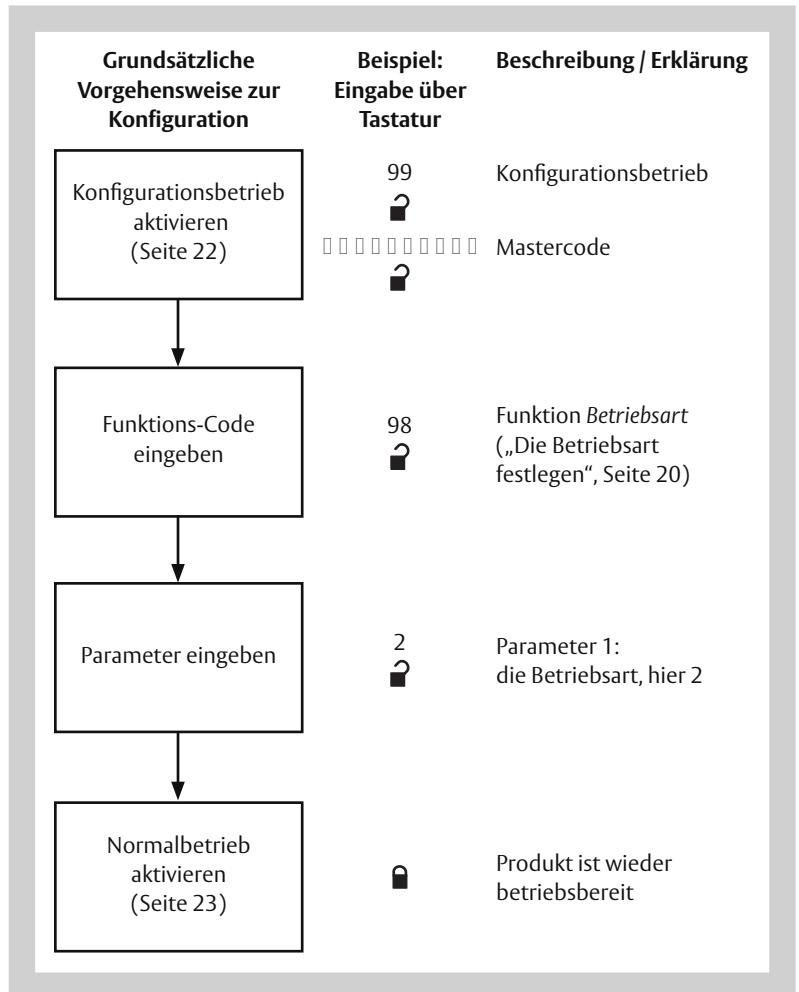 Grundsätzliche
Vorgehensweise zur
Konfiguration
Beispiel:
Eingabe über
Tastatur
Beschreibung / Erklärung
Konfigurationsbetrieb
aktivieren
(Seite 22)
99
Konfigurationsbetrieb
▯▯▯▯▯▯▯▯▯▯
Mastercode
Funktions-Code
eingeben
98
Funktion Betriebsart
(„Die Betriebsart
festlegen“, Seite 20)
Parameter eingeben
2
Parameter 1:
die Betriebsart, hier 2
Normalbetrieb
aktivieren
(Seite 23)
Produkt ist wieder
betriebsbereit